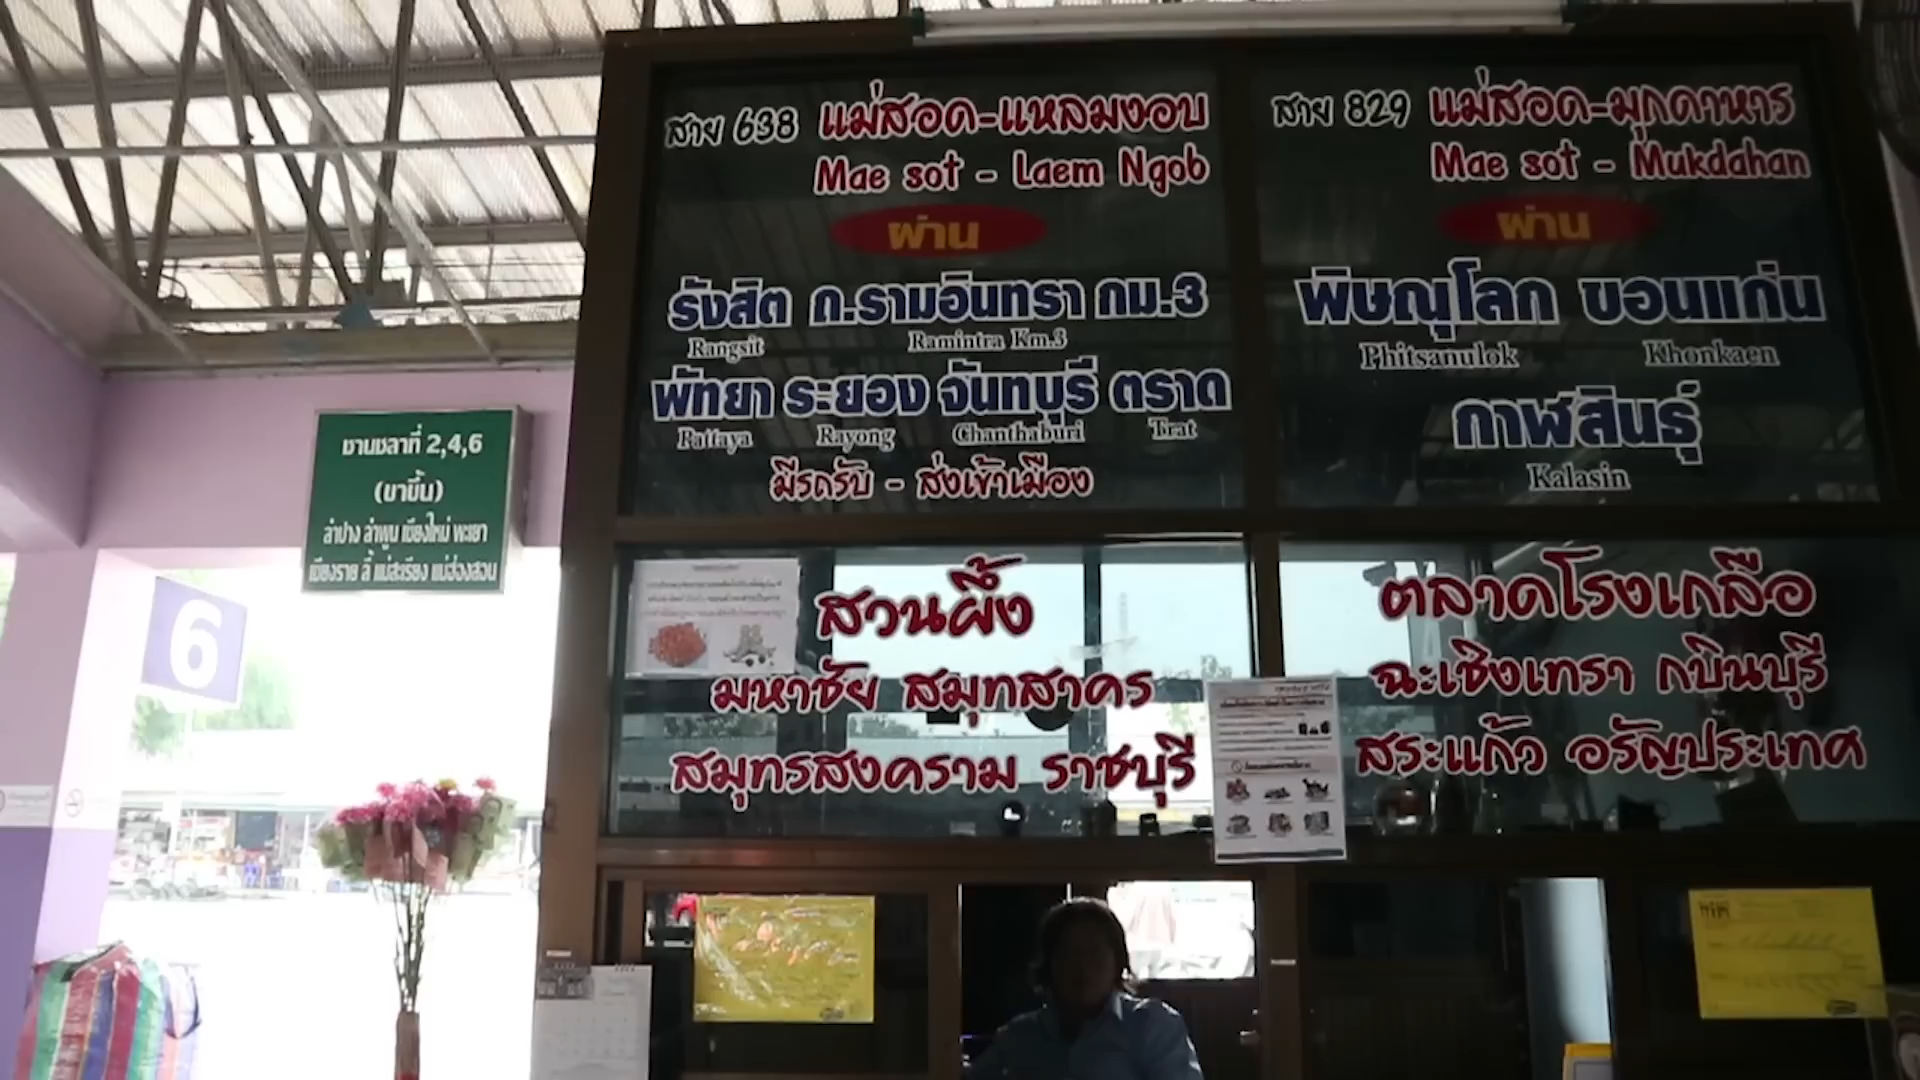 สาย 638 แม่สอด-แหลมงอบ
Mae sot - Laem Ngob
ผ่าน
รังสิต ถ.รามอินทรา กม.3
Rangsit Ramintra Km.3
พัทยา ระยอง จันทบุรี ตราด
Pattaya Rayong Chanthaburi Trat
มีรถรับ - ส่งเข้าเมือง
สาย 829 แม่สอด-มุกดาหาร
Mae sot - Mukdahan
ผ่าน
พิษณุโลก ขอนแก่น
Phitsanulok Khonkaen
กาฬสินธุ์
Kalasin
ชานชลาที่ 2,4,6
(ขาขึ้น)
ลำปาง ลำพูน เชียงใหม่ พะเยา
เชียงราย ลี้ แม่สะเรียง แม่ฮ่องสอน
6
สวนผึ้ง
มหาชัย สมุทสาคร
สมุทรสงคราม ราชบุรี
ตลาดโรงเกลือ
ฉะเชิงเทรา กบินบุรี
สระแก้ว อรัญประเทศ